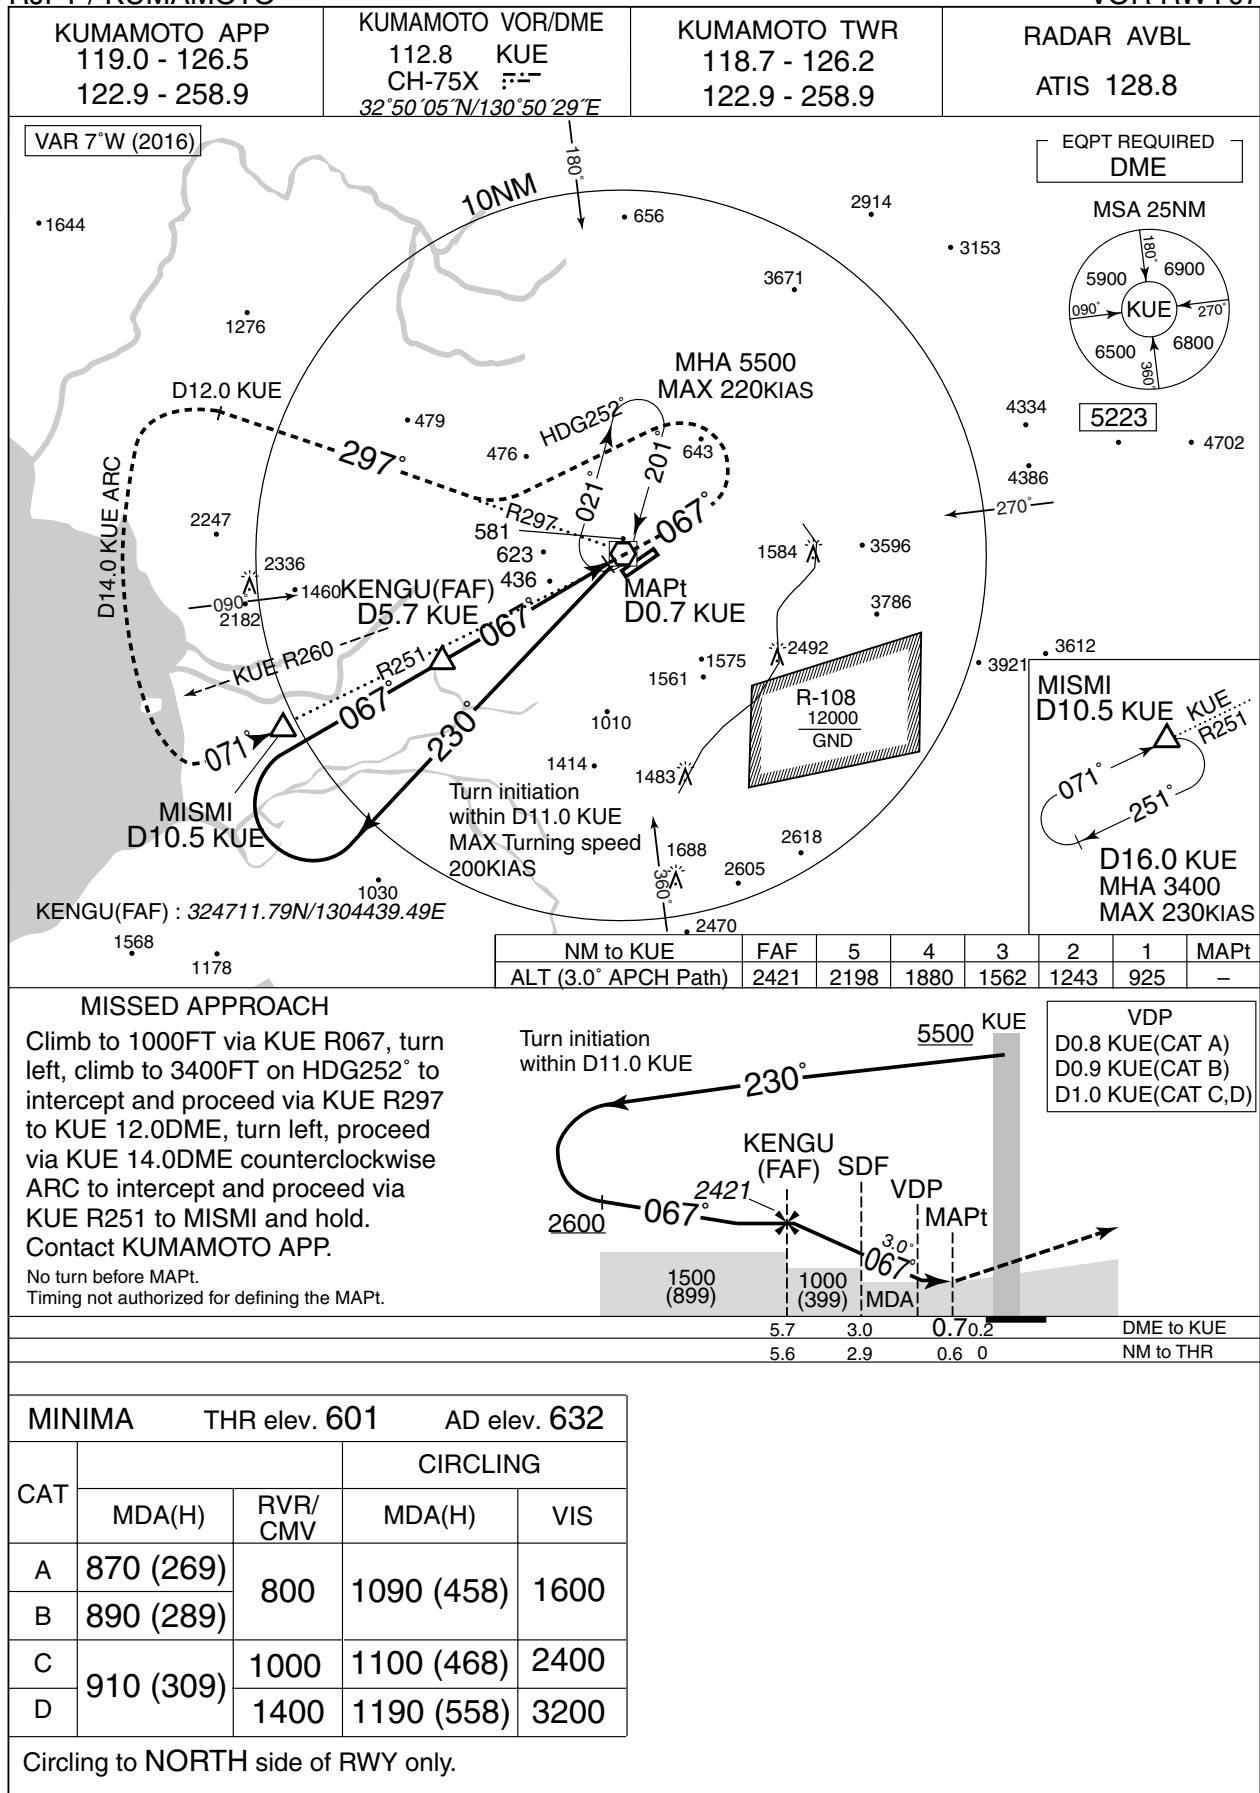 KUMAMOTO APP
119.0 - 126.5
122.9 - 258.9
KUMAMOTO VOR/DME
112.8 KUE
CH-75X
32°50´05˝N/130°50´29˝E
KUMAMOTO TWR
118.7 - 126.2
122.9 - 258.9
RADAR AVBL
ATIS 128.8
VAR 7°W (2016)
EQPT REQUIRED
DME
MSA 25NM
180°
5900
6900
090°
KUE
270°
6500
6800
360°
5223
180°
10NM
1644
656
2914
3153
3671
1276
MHA 5500
MAX 220KIAS
D12.0 KUE
479
HDG252°
4334
4702
297°
476
021°
201°
643
4386
D14.0 KUE ARC
270°
2247
R297
067°
581
623
1584
3596
2336
436
090°
1460
2182
KENGU(FAF)
D5.7 KUE
067°
MAPt
D0.7 KUE
3786
KUE R260
R251
1575
1561
2492
3921
3612
067°
R-108
12000
GND
MISMI
D10.5 KUE
KUE
R251
071°
251°
D16.0 KUE
MHA 3400
MAX 230KIAS
071°
230°
1010
1414
1483
MISMI
D10.5 KUE
Turn initiation
within D11.0 KUE
MAX Turning speed
200KIAS
1688
2618
2605
360°
1030
KENGU(FAF) : 324711.79N/1304439.49E
2470
1568
1178
NM to KUE FAF 5 4 3 2 1 MAPt
ALT (3.0° APCH Path) 2421 2198 1880 1562 1243 925 –
MISSED APPROACH
Climb to 1000FT via KUE R067, turn
left, climb to 3400FT on HDG252° to
intercept and proceed via KUE R297
to KUE 12.0DME, turn left, proceed
via KUE 14.0DME counterclockwise
ARC to intercept and proceed via
KUE R251 to MISMI and hold.
Contact KUMAMOTO APP.
No turn before MAPt.
Timing not authorized for defining the MAPt.
Turn initiation
within D11.0 KUE
5500
KUE
230°
VDP
D0.8 KUE(CAT A)
D0.9 KUE(CAT B)
D1.0 KUE(CAT C,D)
KENGU
(FAF)
SDF
VDP
MAPt
2421
2600
067°
3.0°
067°
1500
(899)
1000
(399)
MDA
5.7 3.0 0.7 0.2 DME to KUE
5.6 2.9 0.6 0 NM to THR
MINIMA THR elev. 601 AD elev. 632
CAT
CIRCLING
MDA(H)
RVR/
CMV
MDA(H)
VIS
A 870 (269) 800 1090 (458) 1600
B 890 (289)
C 910 (309) 1000 1100 (468) 2400
D 1400 1190 (558) 3200
Circling to NORTH side of RWY only.